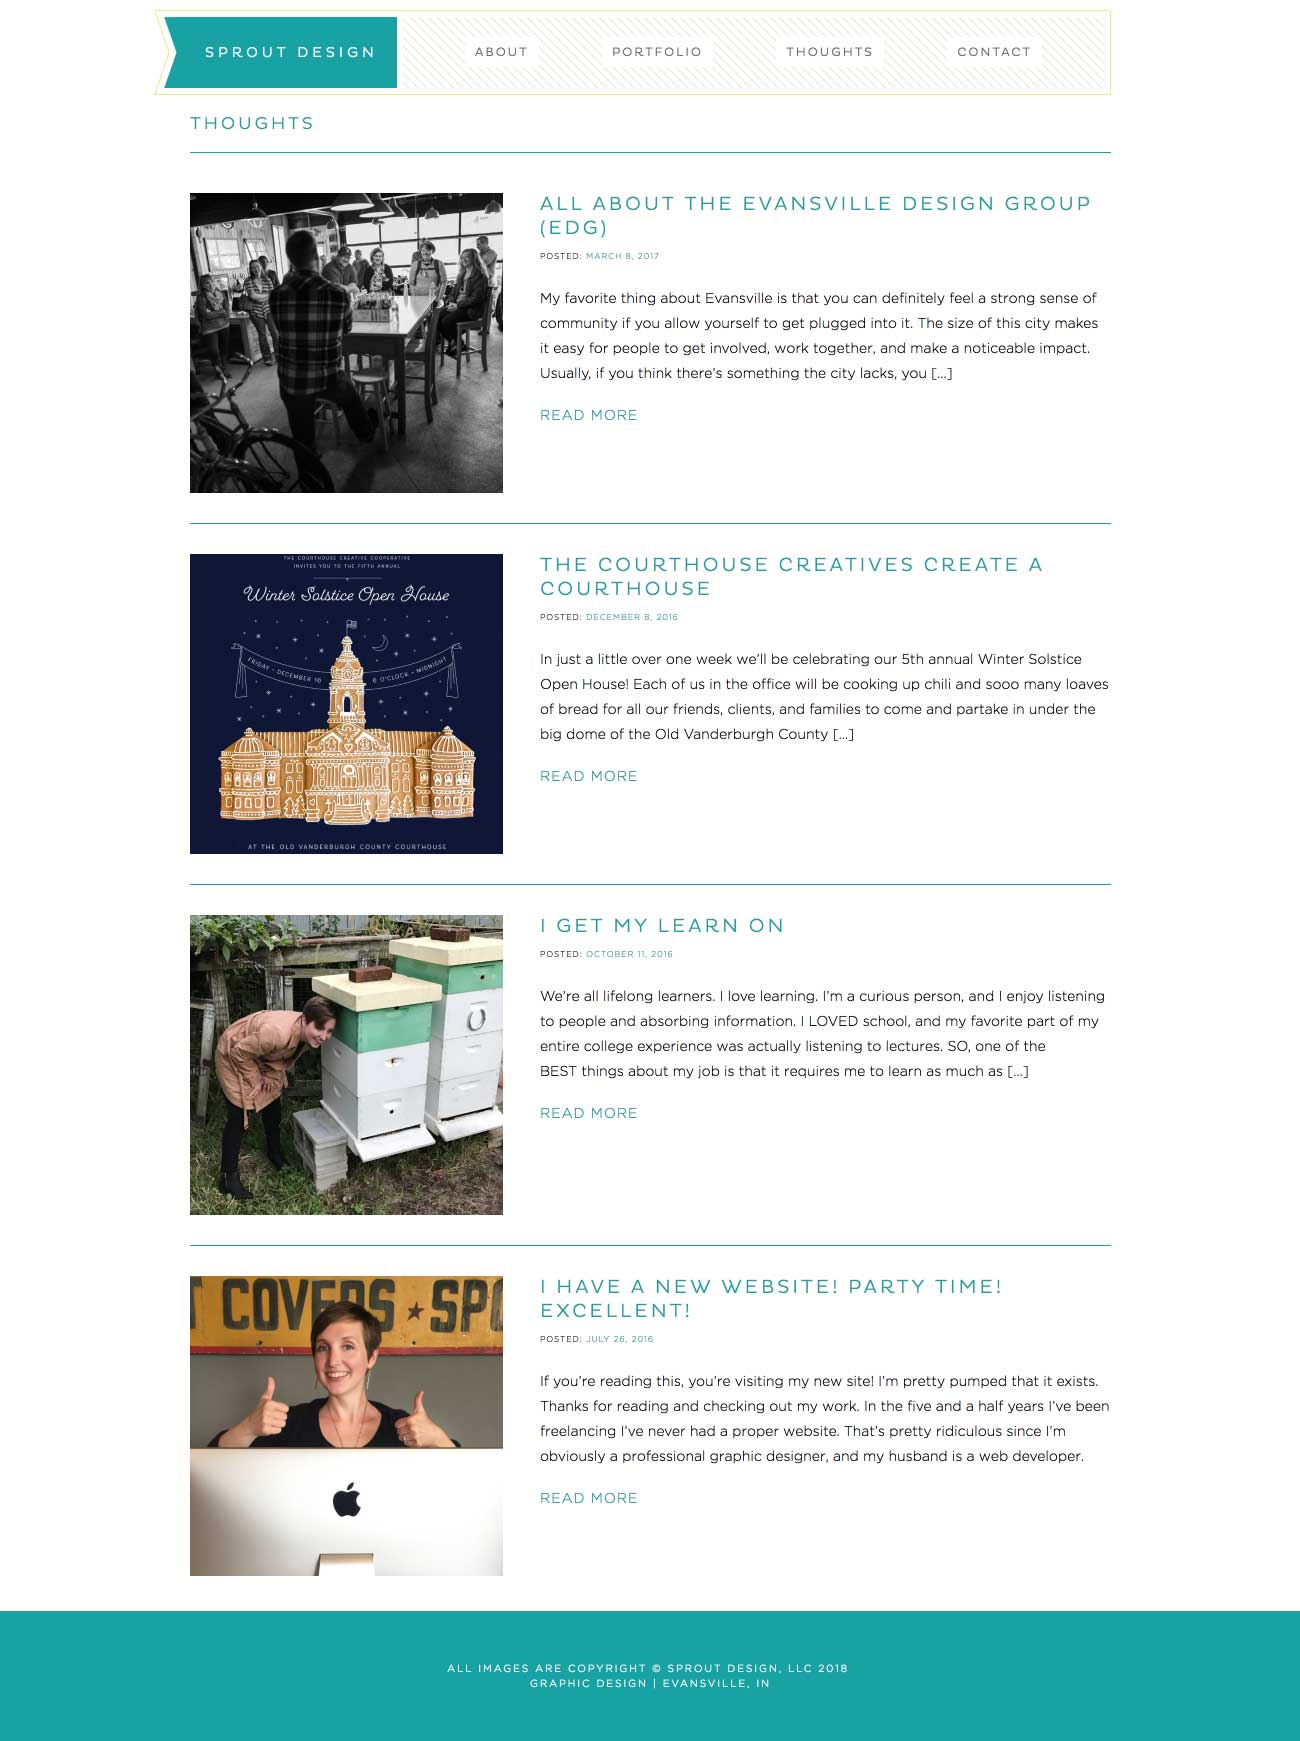 SPROUT DESIGN
ABOUT
PORTFOLIO
THOUGHTS
CONTACT
THOUGHTS
ALL ABOUT THE EVANSVILLE DESIGN GROUP
(EDG)
POSTED: MARCH 8, 2017
My favorite thing about Evansville is that you can definitely feel a strong sense of
community if you allow yourself to get plugged into it. The size of this city makes
it easy for people to get involved, work together, and make a noticeable impact.
Usually, if you think there’s something the city lacks, you […]
READ MORE
THE COURTHOUSE CREATIVE COOPERATIVE
INVITES YOU TO THE FIFTH ANNUAL
Winter Solstice Open House
FRIDAY - DECEMBER 16
6 O'CLOCK - MIDNIGHT
AT THE OLD VANDERBURGH COUNTY COURTHOUSE
THE COURTHOUSE CREATIVES CREATE A
COURTHOUSE
POSTED: DECEMBER 8, 2016
In just a little over one week we’ll be celebrating our 5th annual Winter Solstice
Open House! Each of us in the office will be cooking up chili and sooo many loaves
of bread for all our friends, clients, and families to come and partake in under the
big dome of the Old Vanderburgh County […]
READ MORE
I GET MY LEARN ON
POSTED: OCTOBER 11, 2016
We’re all lifelong learners. I love learning. I’m a curious person, and I enjoy listening
to people and absorbing information. I LOVED school, and my favorite part of my
entire college experience was actually listening to lectures. SO, one of the
BEST things about my job is that it requires me to learn as much as […]
READ MORE
T COVERS ★ SPO
I HAVE A NEW WEBSITE! PARTY TIME!
EXCELLENT!
POSTED: JULY 26, 2016
If you’re reading this, you’re visiting my new site! I’m pretty pumped that it exists.
Thanks for reading and checking out my work. In the five and a half years I’ve been
freelancing I’ve never had a proper website. That’s pretty ridiculous since I’m
obviously a professional graphic designer, and my husband is a web developer.
READ MORE
ALL IMAGES ARE COPYRIGHT © SPROUT DESIGN, LLC 2018
GRAPHIC DESIGN | EVANSVILLE, IN